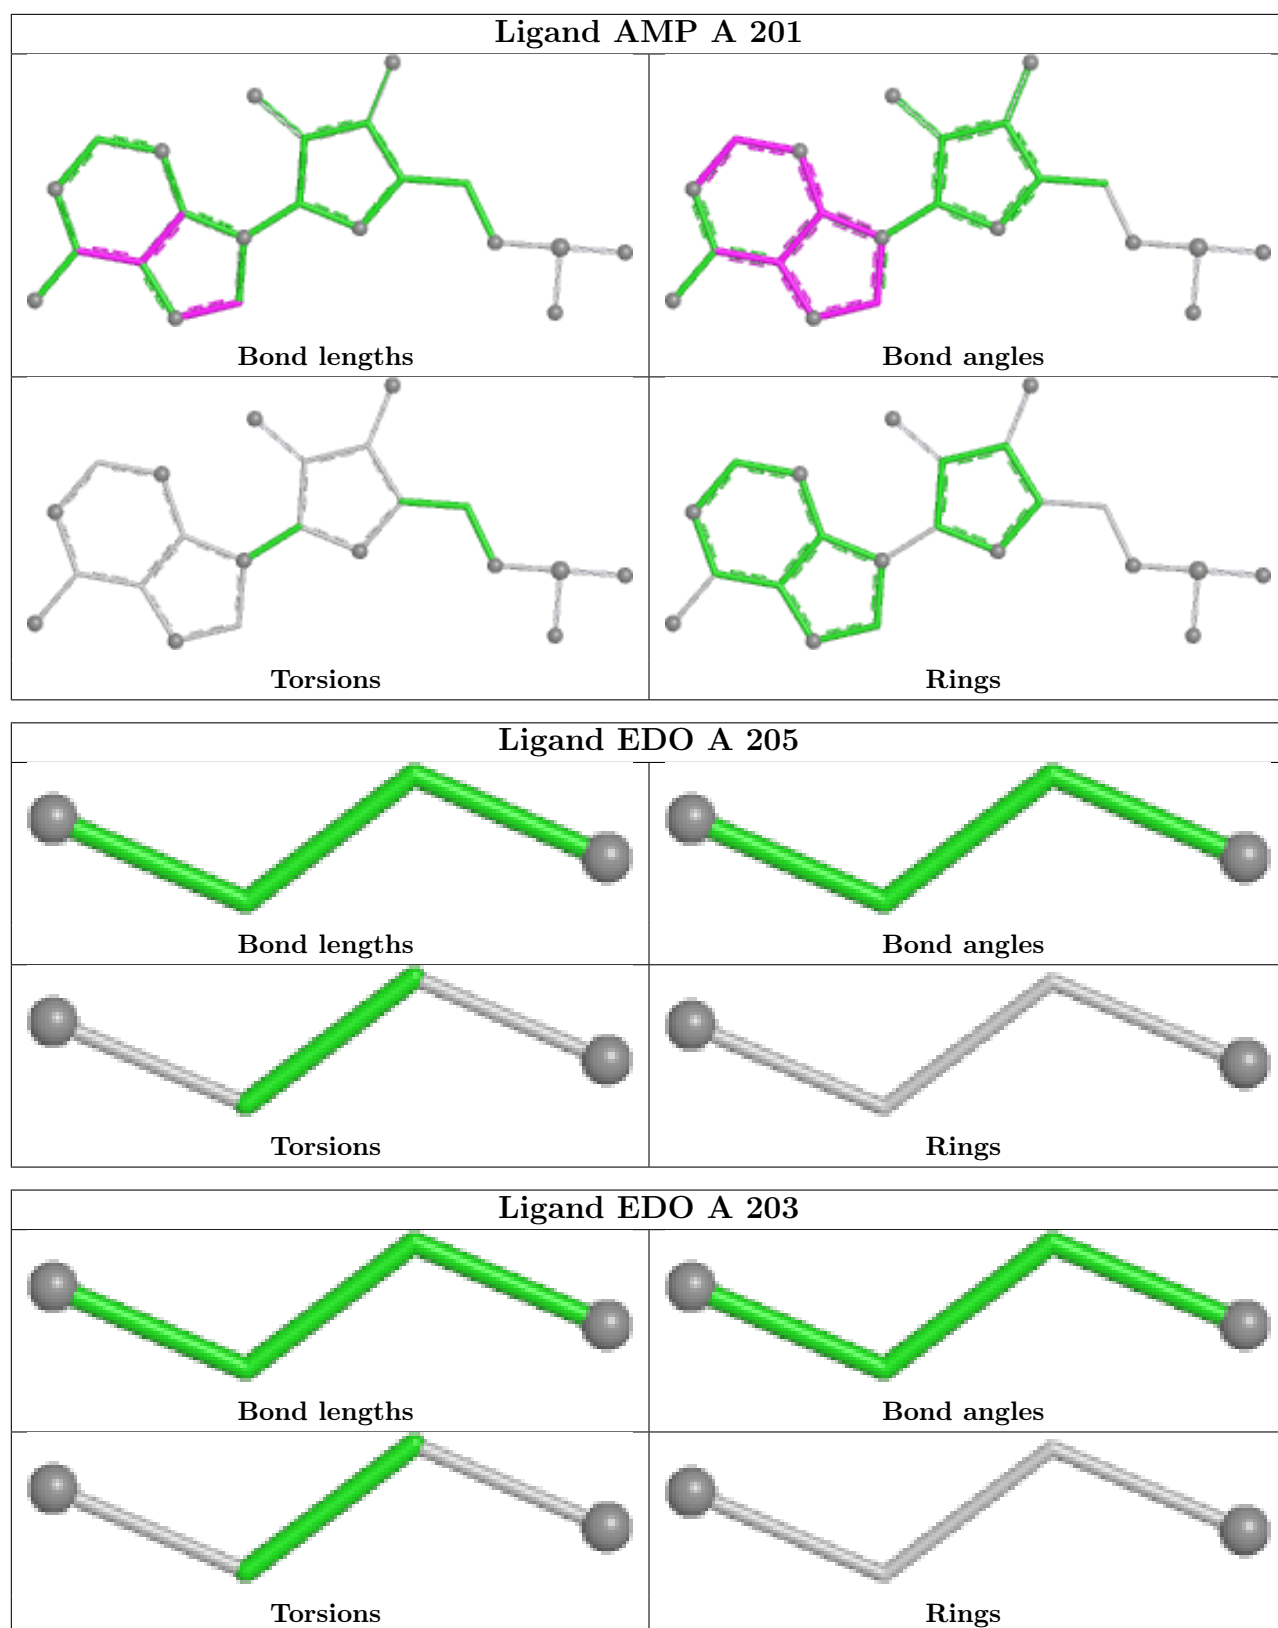 Ligand AMP A 201
Bond lengths
Bond angles
Torsions
Rings
Ligand EDO A 205
Bond lengths
Bond angles
Torsions
Rings
Ligand EDO A 203
Bond lengths
Bond angles
Torsions
Rings